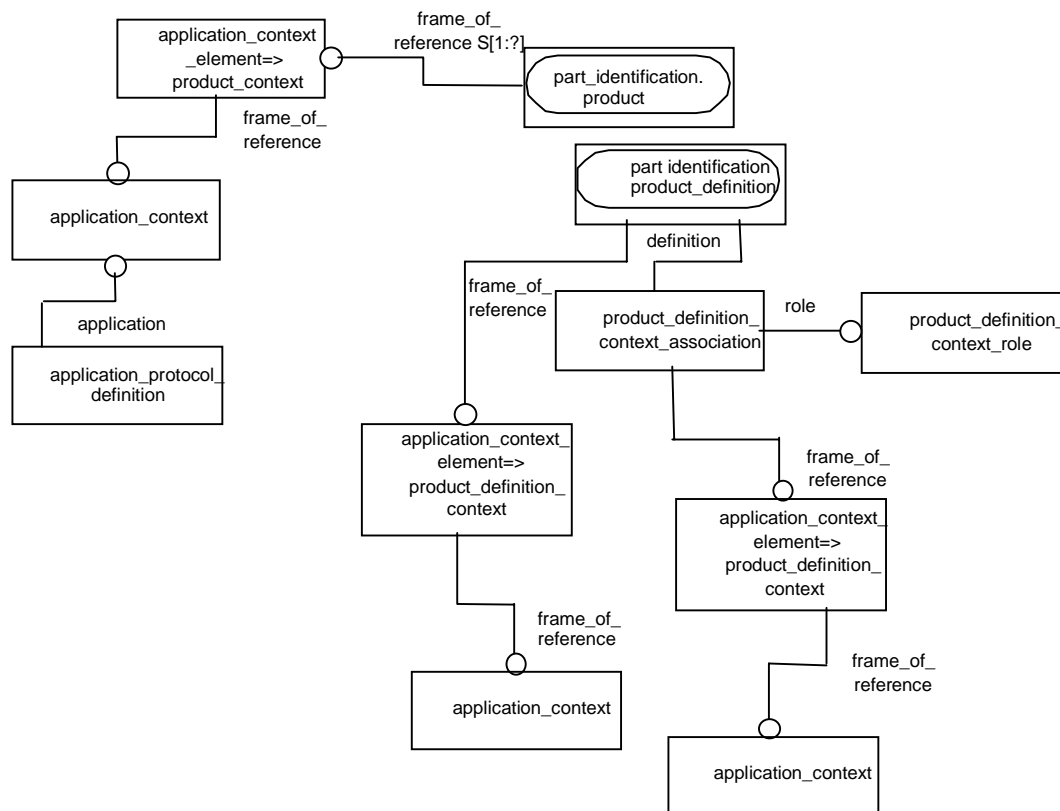 frame_of_
reference S[1:?]
application_context
_element=>
product_context
part_identification.
product
frame_of_
reference
part identification
product_definition
application_context
definition
frame_of_
reference
application
product_definition_
context_association
role
product_definition_
context_role
application_protocol_
definition
application_context_
element=>
product_definition_
context
frame_of_
reference
application_context_
element=>
product_definition_
context
frame_of_
reference
frame_of_
reference
application_context
application_context